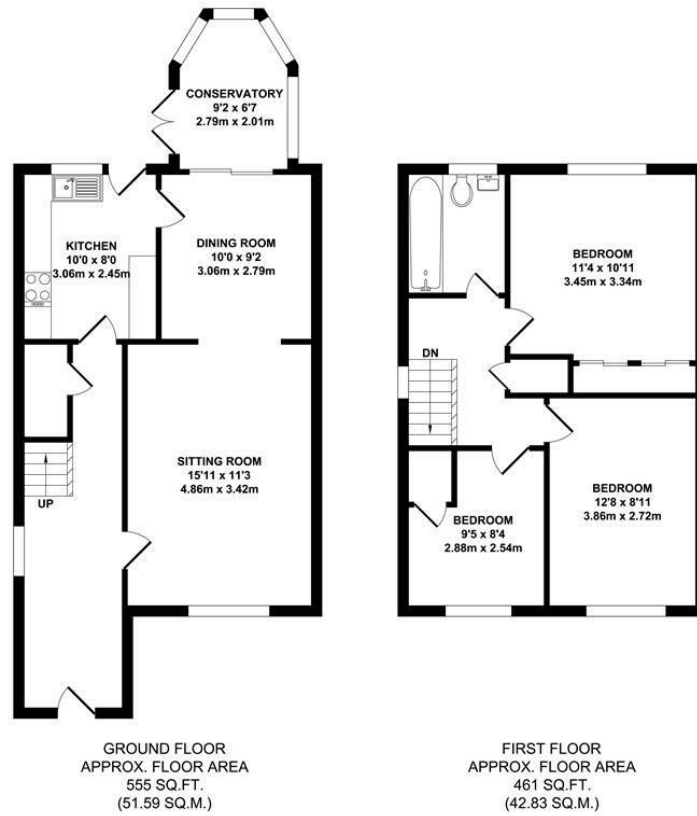 CONSERVATORY
9'2 x 6'7
2.79m x 2.01m
KITCHEN
10'0 x 8'0
3.06m x 2.45m
DINING ROOM
10'0 x 9'2
3.06m x 2.79m
SITTING ROOM
15'11 x 11'3
4.86m x 3.42m
UP
GROUND FLOOR
APPROX. FLOOR AREA
555 SQ.FT.
(51.59 SQ.M.)
BEDROOM
11'4 x 10'11
3.45m x 3.34m
DN
BEDROOM
12'8 x 8'11
3.86m x 2.72m
BEDROOM
9'5 x 8'4
2.88m x 2.54m
FIRST FLOOR
APPROX. FLOOR AREA
461 SQ.FT.
(42.83 SQ.M.)